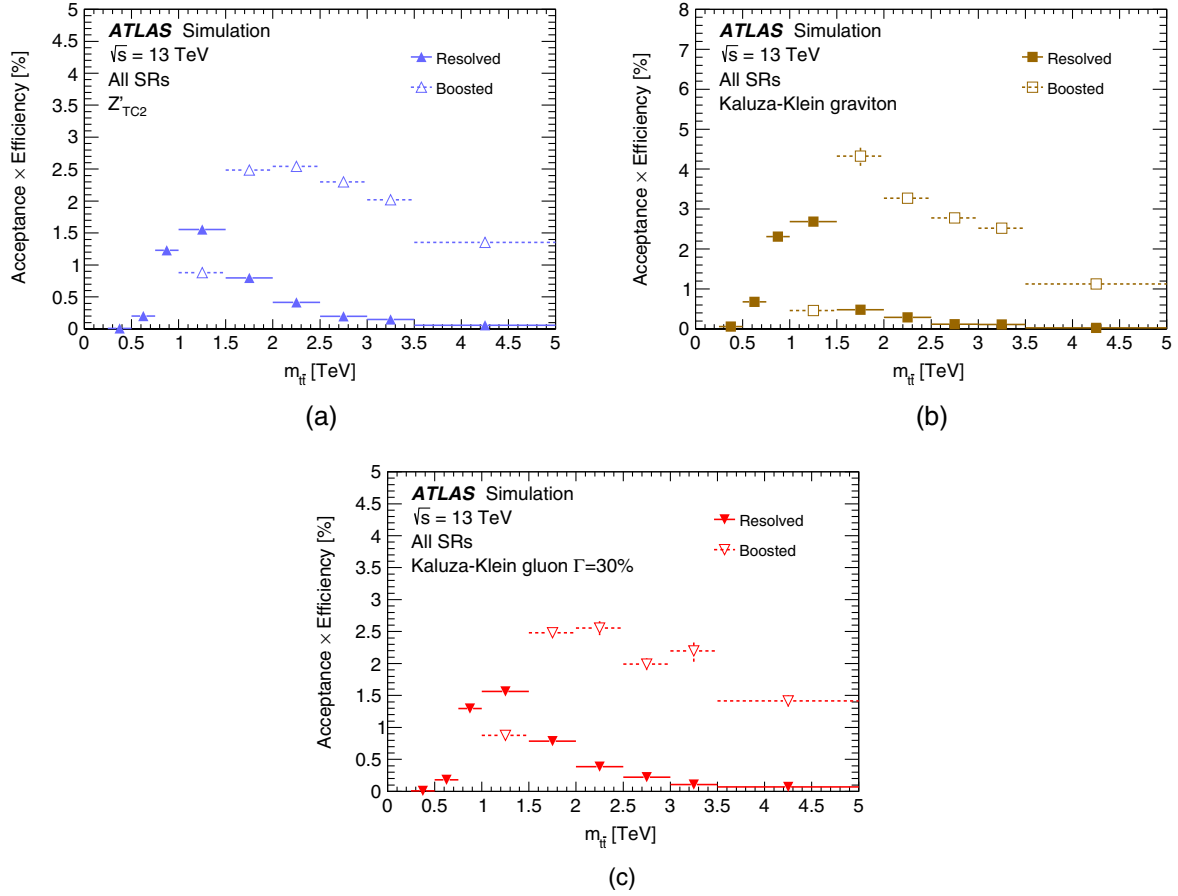 ATLAS Simulation
√s = 13 TeV
All SRs
Z'TC2
Resolved
Boosted
Acceptance × Efficiency [%]
5
4.5
4
3.5
3
2.5
2
1.5
1
0.5
0
0 0.5 1 1.5 2 2.5 3 3.5 4 4.5 5
mtt̄ [TeV]
(a)
ATLAS Simulation
√s = 13 TeV
All SRs
Kaluza-Klein graviton
Resolved
Boosted
Acceptance × Efficiency [%]
8
7
6
5
4
3
2
1
0
0 0.5 1 1.5 2 2.5 3 3.5 4 4.5 5
mtt̄ [TeV]
(b)
ATLAS Simulation
√s = 13 TeV
All SRs
Kaluza-Klein gluon Γ=30%
Resolved
Boosted
Acceptance × Efficiency [%]
5
4.5
4
3.5
3
2.5
2
1.5
1
0.5
0
0 0.5 1 1.5 2 2.5 3 3.5 4 4.5 5
mtt̄ [TeV]
(c)